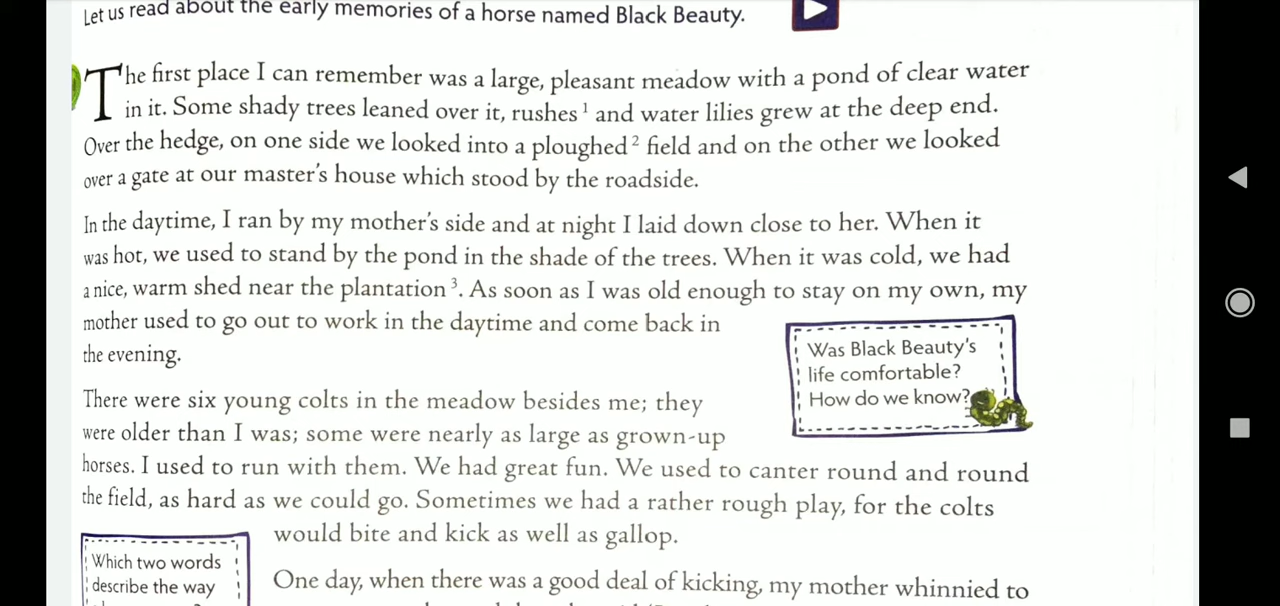 Let us read about the early memories of a horse named Black Beauty.
The first place I can remember was a large, pleasant meadow with a pond of clear water
in it. Some shady trees leaned over it, rushes 1 and water lilies grew at the deep end.
Over the hedge, on one side we looked into a ploughed 2 field and on the other we looked
over a gate at our master's house which stood by the roadside.
In the daytime, I ran by my mother's side and at night I laid down close to her. When it
was hot, we used to stand by the pond in the shade of the trees. When it was cold, we had
a nice, warm shed near the plantation 3. As soon as I was old enough to stay on my own, my
mother used to go out to work in the daytime and come back in
the evening.
Was Black Beauty's
life comfortable?
How do we know?
There were six young colts in the meadow besides me; they
were older than I was; some were nearly as large as grown-up
horses. I used to run with them. We had great fun. We used to canter round and round
the field, as hard as we could go. Sometimes we had a rather rough play, for the colts
would bite and kick as well as gallop.
Which two words
describe the way
One day, when there was a good deal of kicking, my mother whinnied to